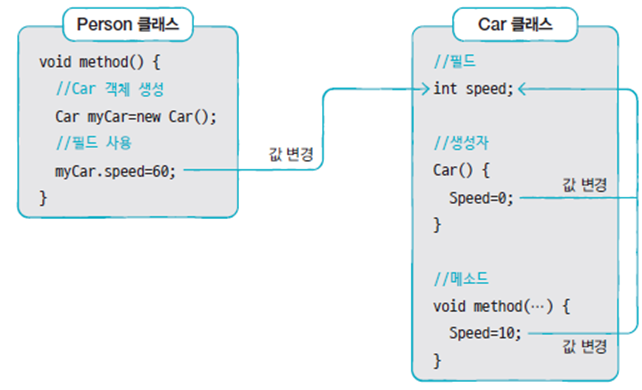 Person 클래스
void method() {
//Car 객체 생성
Car myCar=new Car();
//필드 사용
myCar.speed=60;
}
값 변경
Car 클래스
//필드
int speed;
//생성자
Car() {
Speed=0;
값 변경
}
//메소드
void method(…) {
Speed=10;
값 변경
}